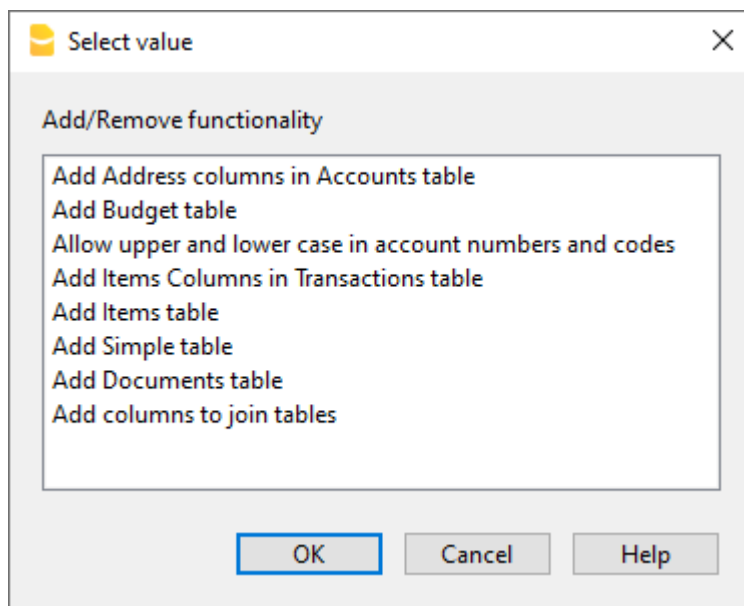 Select value
Add/Remove functionality
Add Address columns in Accounts table
Add Budget table
Allow upper and lower case in account numbers and codes
Add Items Columns in Transactions table
Add Items table
Add Simple table
Add Documents table
Add columns to join tables
OK
Cancel
Help